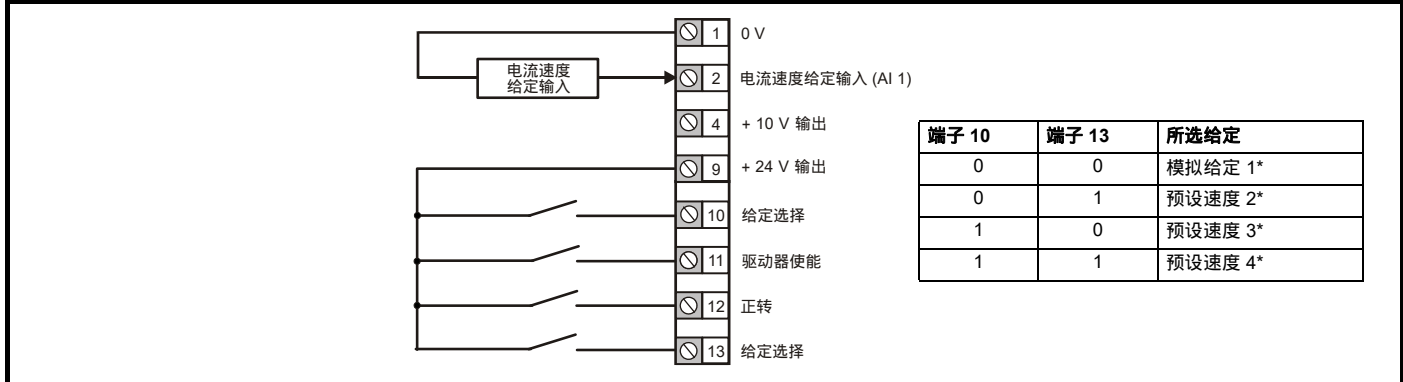 1 0 V
电流速度
给定输入
2 电流速度给定输入 (AI 1)
4 + 10 V 输出
9 + 24 V 输出
10 给定选择
11 驱动器使能
12 正转
13 给定选择
端子 10 端子 13 所选给定
0 0 模拟给定 1*
0 1 预设速度 2*
1 0 预设速度 3*
1 1 预设速度 4*